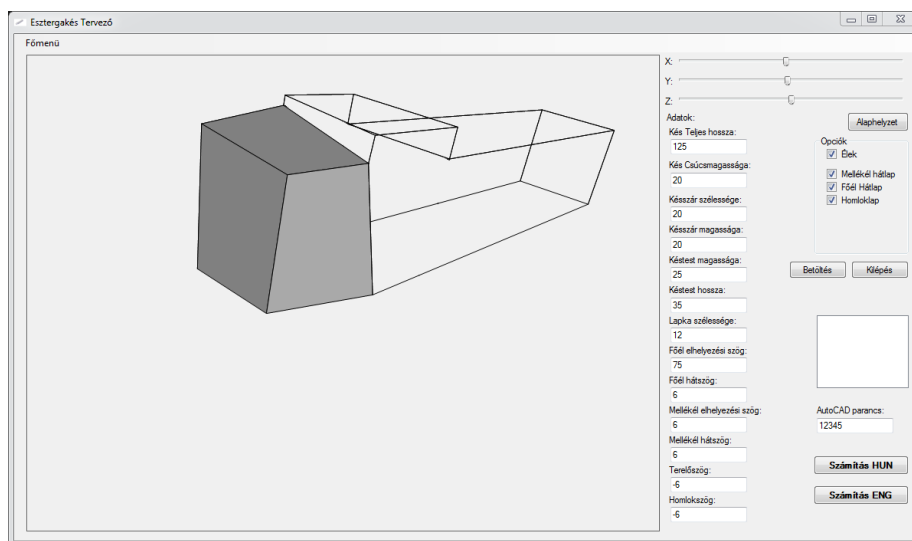 Esztergakés Tervező
Főmenü
X:
Y:
Z:
Adatok:
Alaphelyzet
Kés Teljes hossza:
125
Opciók
Élek
Kés Csúcsmagassága:
20
Mellékél hátlap
Főél Hátlap
Homloklap
Késszár szélessége:
20
Késszár magassága:
20
Késtest magassága:
25
Betöltés
Kilépés
Késtest hossza:
35
Lapka szélessége:
12
Főél elhelyezési szög:
75
Főél hátszög:
6
Mellékél elhelyezési szög:
6
AutoCAD parancs:
12345
Mellékél hátszög:
6
Számítás HUN
Terelőszög:
-6
Számítás ENG
Homlokszög:
-6